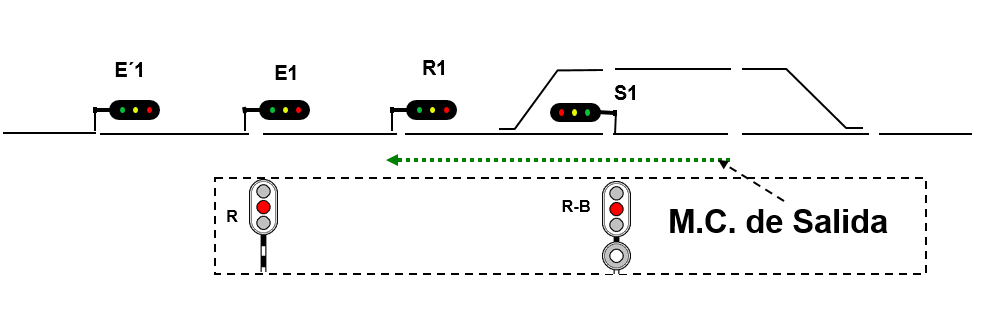 E´1
E1
R1
S1
R
R-B
M.C. de Salida